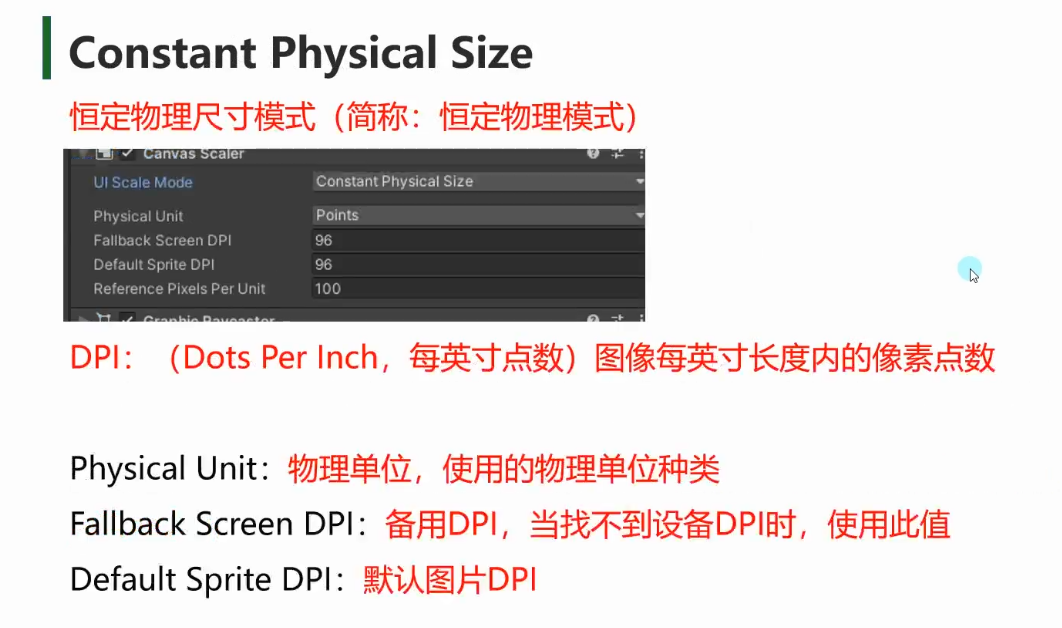 Constant Physical Size
恒定物理尺寸模式（简称：恒定物理模式）
Canvas Scaler
UI Scale Mode Constant Physical Size
Physical Unit Points
Fallback Screen DPI 96
Default Sprite DPI 96
Reference Pixels Per Unit 100
Graphic Raycaster
DPI：（Dots Per Inch，每英寸点数）图像每英寸长度内的像素点数
Physical Unit：物理单位，使用的物理单位种类
Fallback Screen DPI：备用DPI，当找不到设备DPI时，使用此值
Default Sprite DPI：默认图片DPI